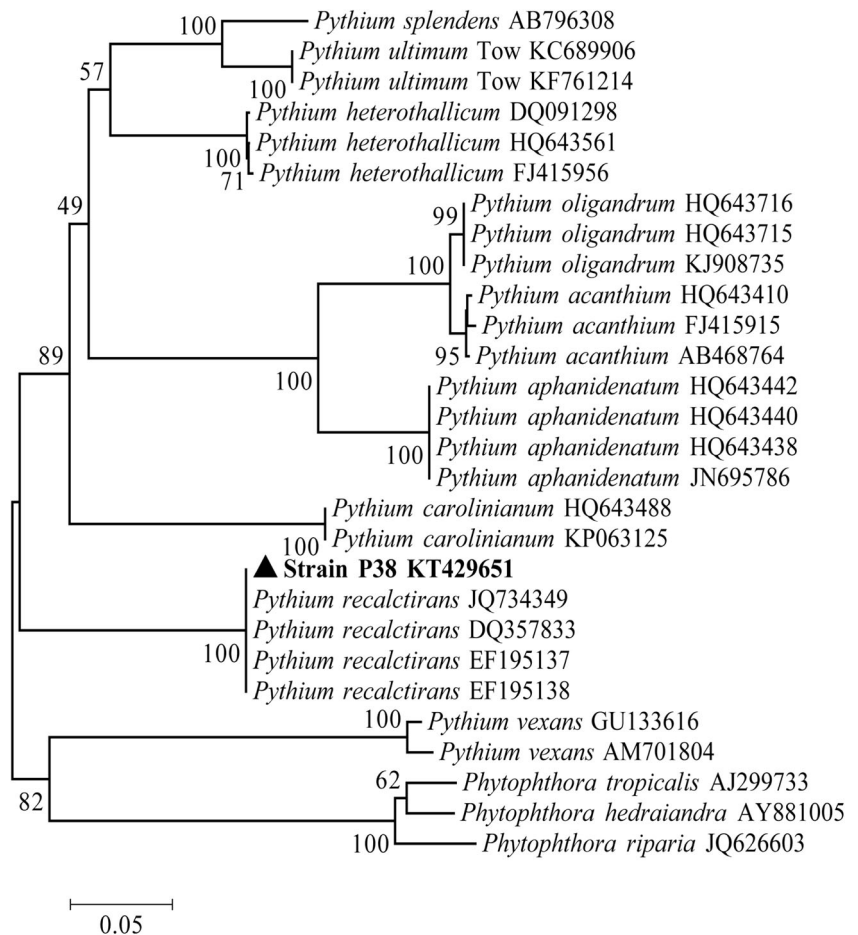 100 Pythium splendens AB796308
Pythium ultimum Tow KC689906
57 100 Pythium ultimum Tow KF761214
Pythium heterothallicum DQ091298
100 Pythium heterothallicum HQ643561
71 Pythium heterothallicum FJ415956
49 99 Pythium oligandrum HQ643716
Pythium oligandrum HQ643715
100 Pythium oligandrum KJ908735
Pythium acanthium HQ643410
Pythium acanthium FJ415915
89 95 Pythium acanthium AB468764
100 Pythium aphanidenatum HQ643442
Pythium aphanidenatum HQ643440
100 Pythium aphanidenatum HQ643438
Pythium aphanidenatum JN695786
Pythium carolinianum HQ643488
100 Pythium carolinianum KP063125
▲ Strain P38 KT429651
Pythium recalctirans JQ734349
Pythium recalctirans DQ357833
100 Pythium recalctirans EF195137
Pythium recalctirans EF195138
100 Pythium vexans GU133616
Pythium vexans AM701804
82 62 Phytophthora tropicalis AJ299733
Phytophthora hedraiandra AY881005
100 Phytophthora riparia JQ626603
0.05